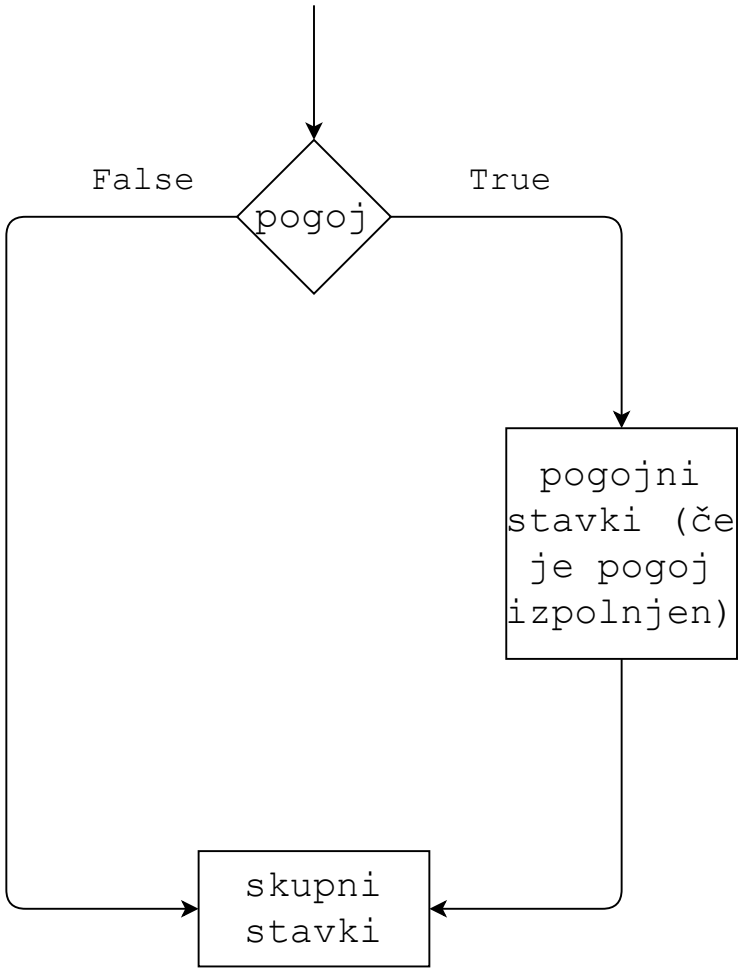 False
True
pogoj
pogojni
stavki (če
je pogoj
izpolnjen)
skupni
stavki